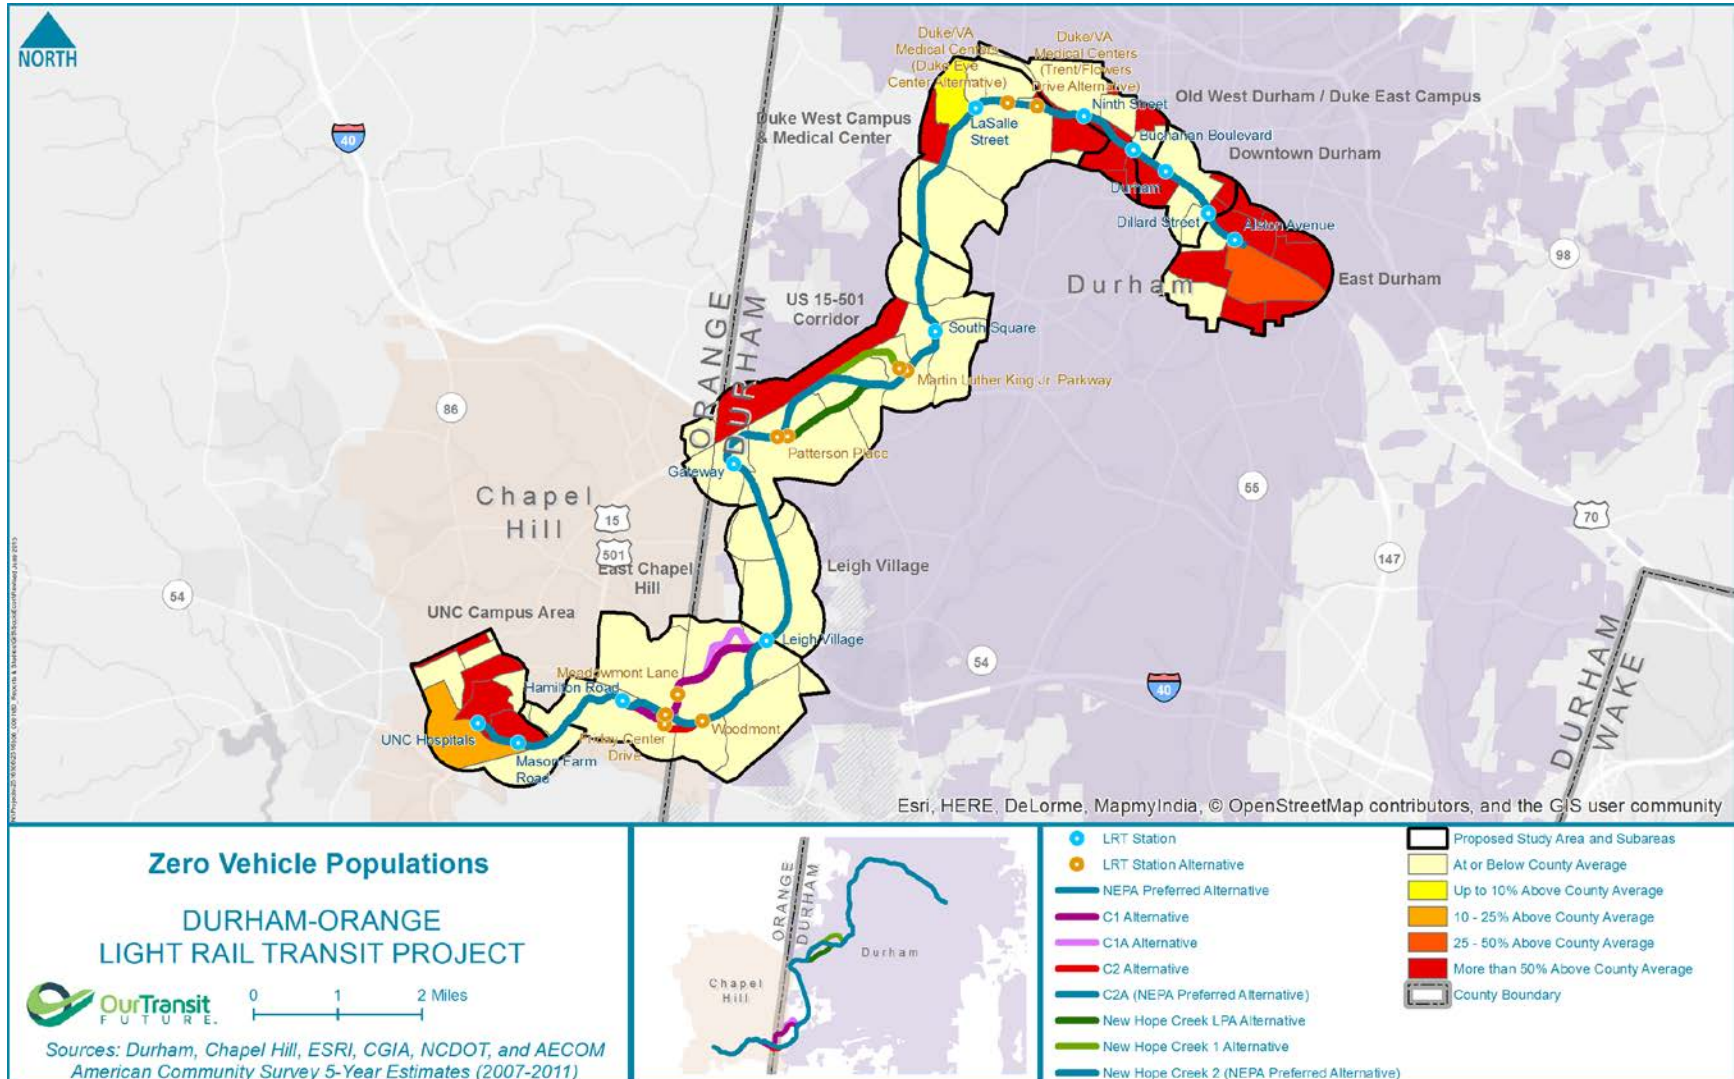 NORTH
40
Duke/VA
Medical Centers
(Duke Eye
Center Alternative)
Duke/VA
Medical Centers
(Trent/Flowers
Drive Alternative)
Duke West Campus
& Medical Center
LaSalle
Street
Ninth Street
Old West Durham / Duke East Campus
Buchanan Boulevard
Downtown Durham
Durham
Dillard Street
Alston Avenue
98
East Durham
Durham
ORANGE
DURHAM
US 15-501
Corridor
South Square
Martin Luther King Jr. Parkway
86
Patterson Place
Gateway
Chapel
Hill
15
501
East Chapel
Hill
55
70
147
54
Leigh Village
UNC Campus Area
Leigh Village
54
40
DURHAM
WAKE
Meadowmont Lane
Hamilton Road
Woodmont
Friday Center
Drive
UNC Hospitals
Mason Farm
Road
Esri, HERE, DeLorme, MapmyIndia, © OpenStreetMap contributors, and the GIS user community
Zero Vehicle Populations
DURHAM-ORANGE
LIGHT RAIL TRANSIT PROJECT
OurTransit
FUTURE.
0 1 2 Miles
Sources: Durham, Chapel Hill, ESRI, CGIA, NCDOT, and AECOM
American Community Survey 5-Year Estimates (2007-2011)
ORANGE
DURHAM
Durham
Chapel
Hill
LRT Station
LRT Station Alternative
NEPA Preferred Alternative
C1 Alternative
C1A Alternative
C2 Alternative
C2A (NEPA Preferred Alternative)
New Hope Creek LPA Alternative
New Hope Creek 1 Alternative
New Hope Creek 2 (NEPA Preferred Alternative)
Proposed Study Area and Subareas
At or Below County Average
Up to 10% Above County Average
10 - 25% Above County Average
25 - 50% Above County Average
More than 50% Above County Average
County Boundary